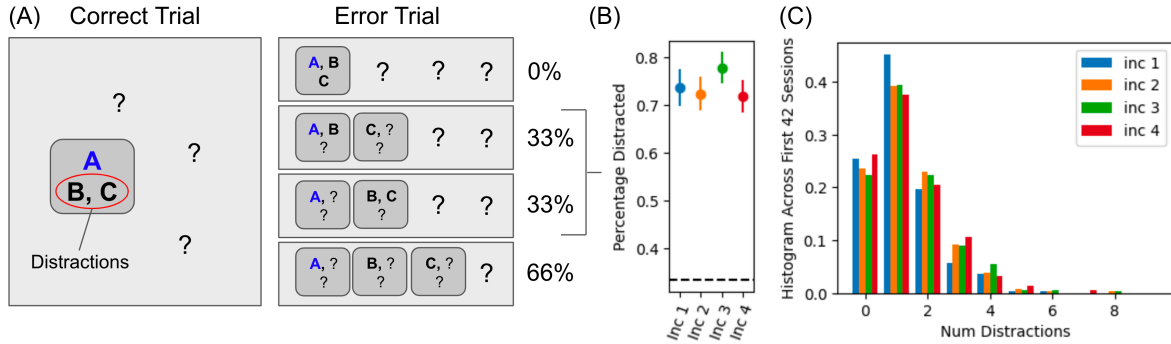 (A)
Correct Trial
?
?
A
B, C
?
Distractions
Error Trial
A, B
C
?
?
?
0%
A, B
?
C, ?
?
?
?
33%
A, ?
?
B, C
?
?
?
33%
A, ?
?
B, ?
?
C, ?
?
?
66%
(B)
Percentage Distracted
0.8
0.7
0.6
0.5
0.4
Inc 1
Inc 2
Inc 3
Inc 4
(C)
Histogram Across First 42 Sessions
0.4
0.3
0.2
0.1
0.0
0
2
4
6
8
Num Distractions
inc 1
inc 2
inc 3
inc 4